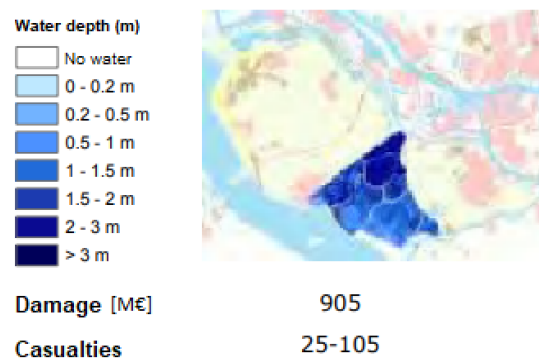 Water depth (m)
No water
0 - 0.2 m
0.2 - 0.5 m
0.5 - 1 m
1 - 1.5 m
1.5 - 2 m
2 - 3 m
> 3 m
Damage [M€] 905
Casualties 25-105